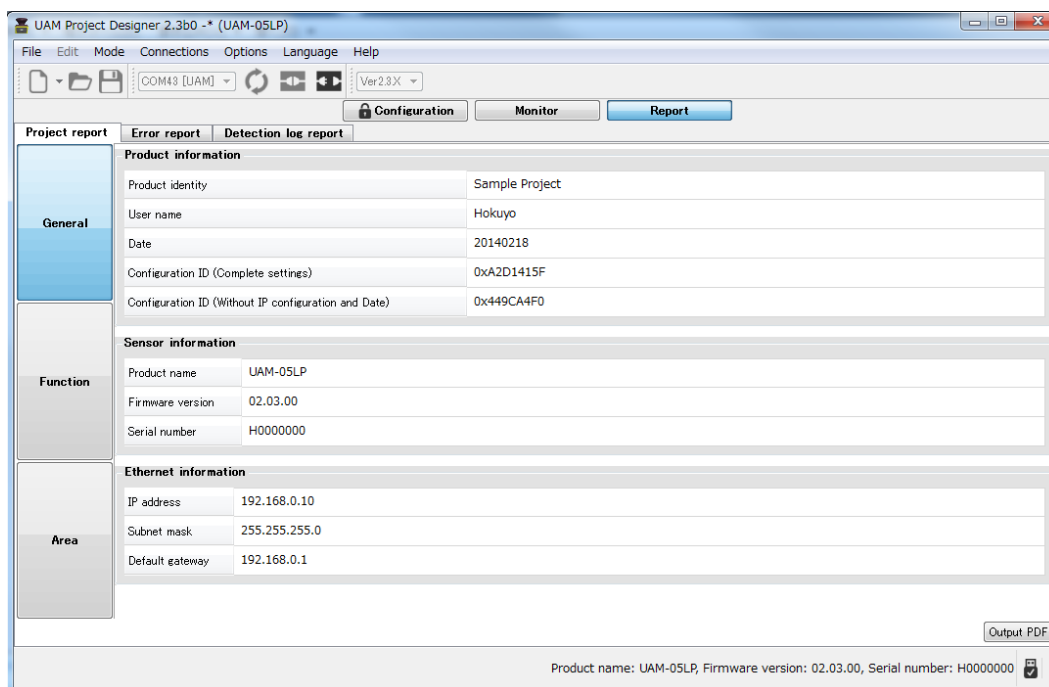 UAM Project Designer 2.3b0 -* (UAM-05LP)
File Edit Mode Connections Options Language Help
COM43 [UAM] Ver2.3X
Configuration Monitor Report
Project report Error report Detection log report
General
Function
Area
Product information
Product identity Sample Project
User name Hokuyo
Date 20140218
Configuration ID (Complete settings) 0xA2D1415F
Configuration ID (Without IP configuration and Date) 0x449CA4F0
Sensor information
Product name UAM-05LP
Firmware version 02.03.00
Serial number H0000000
Ethernet information
IP address 192.168.0.10
Subnet mask 255.255.255.0
Default gateway 192.168.0.1
Output PDF
Product name: UAM-05LP, Firmware version: 02.03.00, Serial number: H0000000